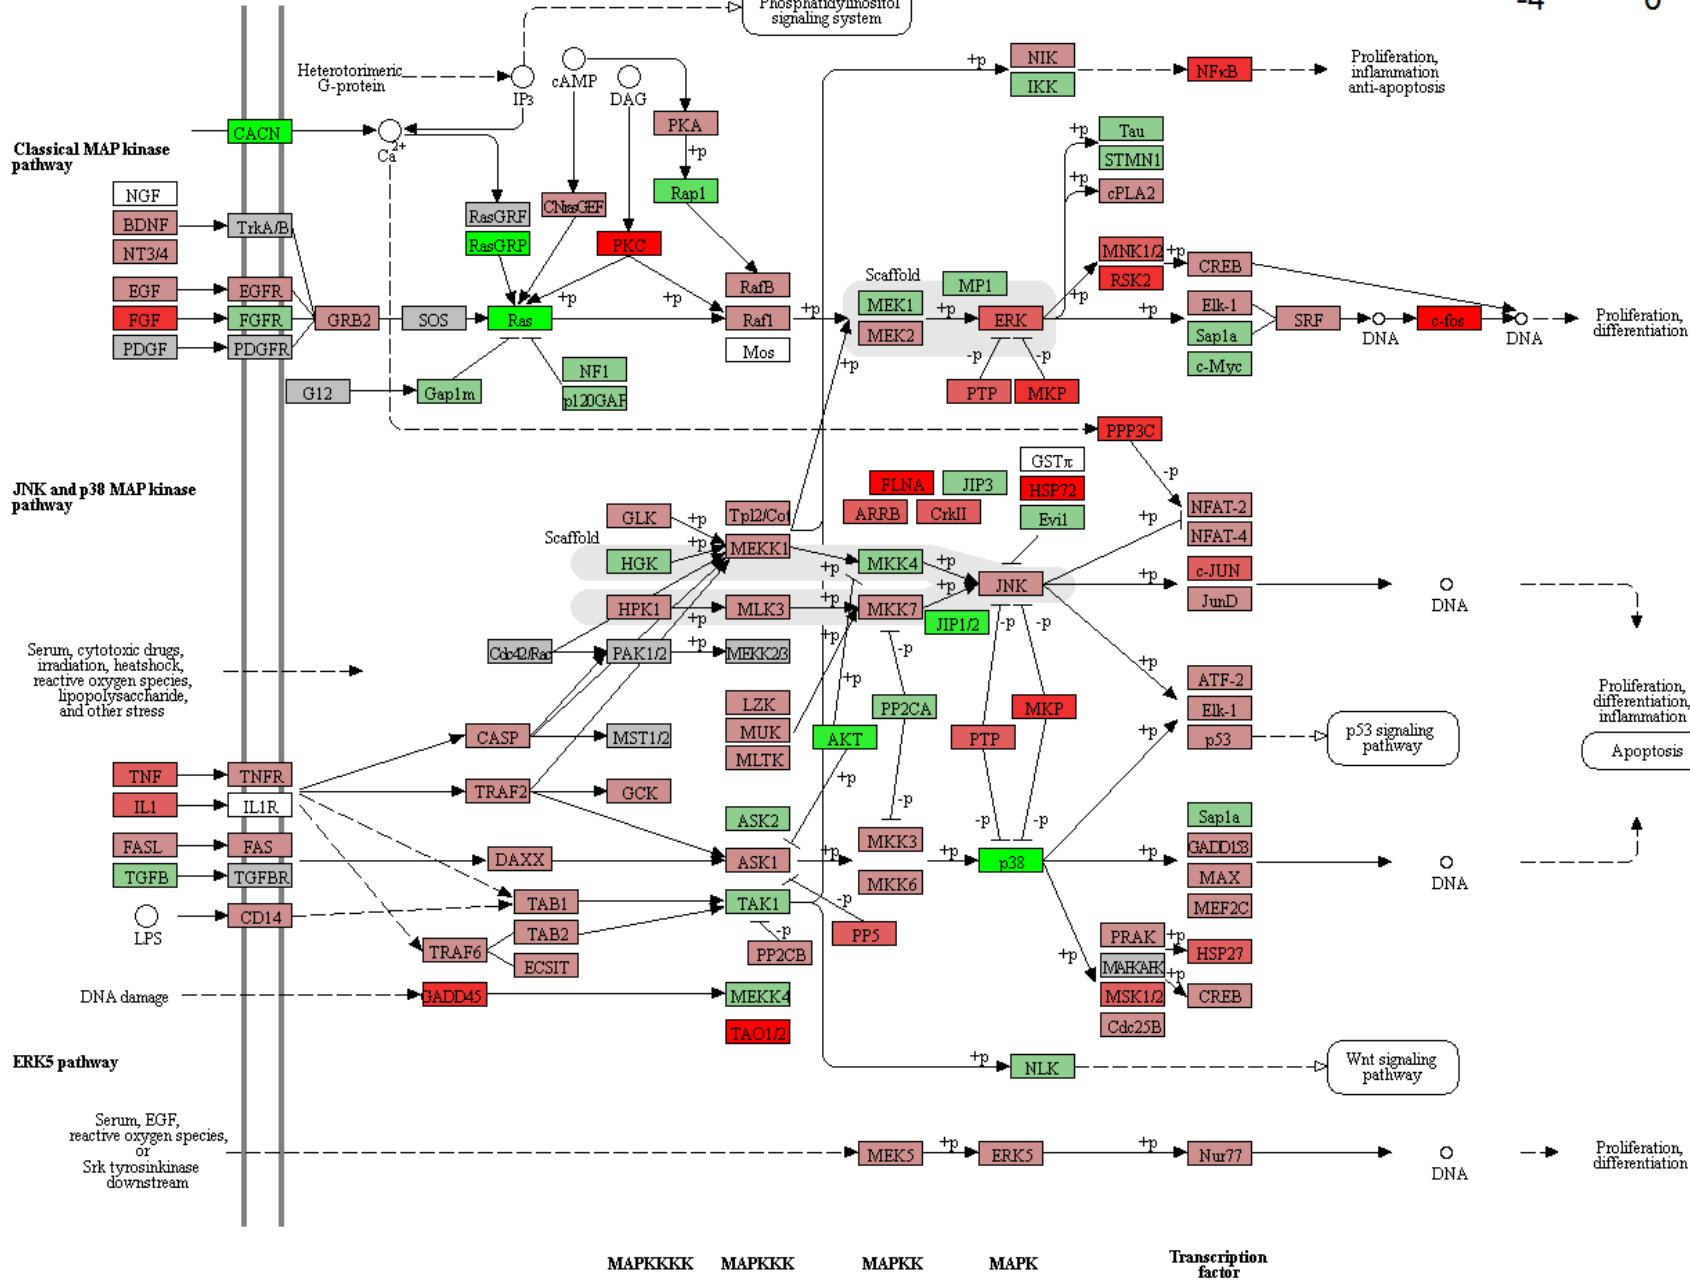 Phosphatidylinositol
signaling system
-4 0
Heterotorimeric
G-protein
IP3
cAMP
DAG
+p
NIK
IKK
NFκB
Proliferation,
inflammation
anti-apoptosis
CACN
Ca2+
PKA
+p
Classical MAP kinase
pathway
NGF
BDNF
NT3/4
TrkA/B
RasGRF
RasGRP
CNrasGEF
PKC
Rap1
+p
Tau
STMN1
+p
cPLA2
EGF
EGFR
RafB
Scaffold
MP1
MNK1/2
RSK2
+p
CREB
FGF
FGFR
GRB2
SOS
Ras
+p
+p
Raf1
+p
MEK1
MEK2
+p
ERK
+p
+p
Elk-1
Sap1a
c-Myc
SRF
DNA
c-fos
DNA
Proliferation,
differentiation
PDGF
PDGFR
Mos
G12
Gap1m
NF1
p120GAP
+p
-p
-p
PTP
MKP
PPP3C
-p
JNK and p38 MAP kinase
pathway
GSTπ
FLNA
JIP3
HSP72
ARRB
CrkII
Evi1
GLK
+p
Tpl2/Cot
Scaffold
HGK
+p
MEKK1
+p
MKK4
+p
+p
NFAT-2
NFAT-4
HPK1
+p
MLK3
+p
MKK7
+p
JNK
JIP1/2
+p
c-JUN
JunD
DNA
Cdc42/Rac
PAK1/2
+p
MEKK2/3
+p
-p
-p
-p
+p
Serum, cytotoxic drugs,
irradiation, heatshock,
reactive oxygen species,
lipopolysaccharide,
and other stress
LZK
MUK
MLTK
+p
PP2CA
AKT
MKP
PTP
+p
ATF-2
Elk-1
p53
p53 signaling
pathway
Proliferation,
differentiation,
inflammation
Apoptosis
CASP
MST1/2
TNF
TNFR
TRAF2
GCK
+p
IL1
IL1R
ASK2
-p
-p
-p
Sap1a
FASL
FAS
DAXX
ASK1
+p
MKK3
MKK6
+p
p38
+p
GADD153
MAX
MEF2C
DNA
TGFB
TGFBR
LPS
CD14
TAB1
TAK1
-p
PP5
TRAF6
TAB2
ECSIT
-p
PP2CB
+p
PRAK
+p
HSP27
MAPKAPK
+p
MSK1/2
CREB
Cdc25B
DNA damage
GADD45
MEKK4
TAO1/2
ERK5 pathway
+p
NLK
Wnt signaling
pathway
Serum, EGF,
reactive oxygen species,
or
Srk tyrosinkinase
downstream
MEK5
+p
ERK5
+p
Nur77
DNA
Proliferation,
differentiation
MAPKKKK
MAPKKK
MAPKK
MAPK
Transcription
factor